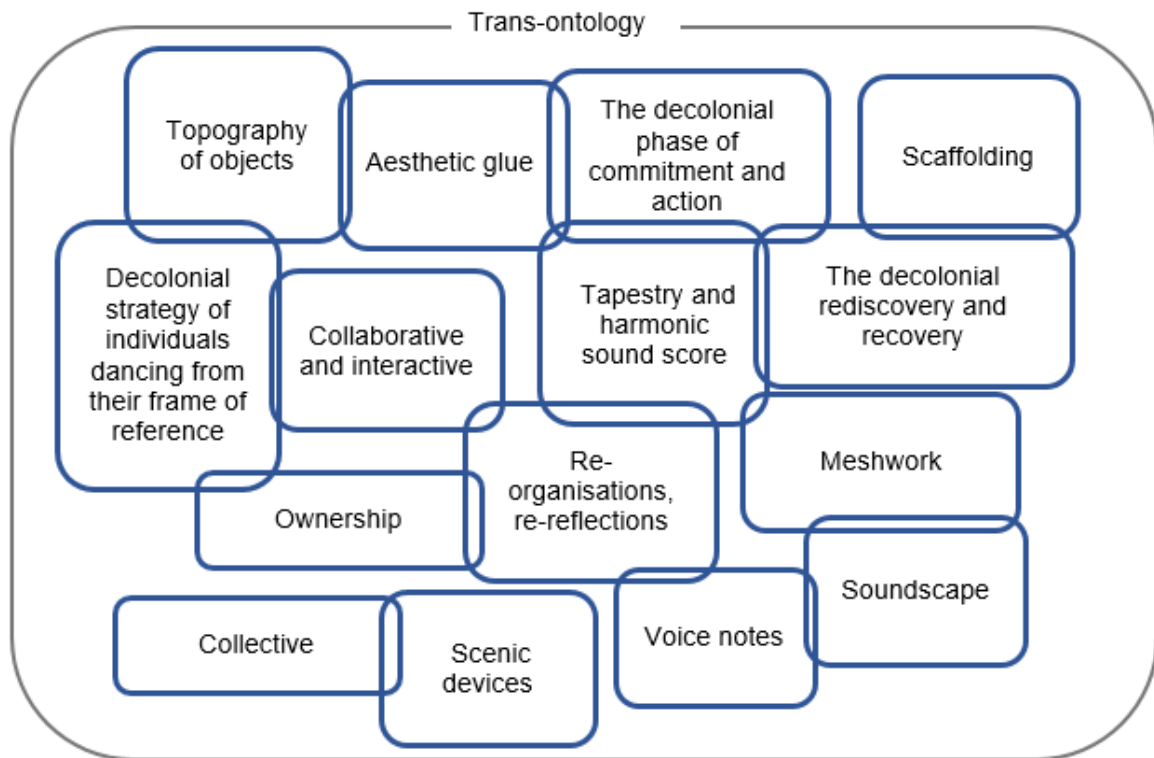 Trans-ontology
Topography
of objects
Aesthetic glue
The decolonial
phase of
commitment and
action
Scaffolding
Decolonial
strategy of
individuals
dancing from
their frame of
reference
Collaborative
and interactive
Tapestry and
harmonic
sound score
The decolonial
rediscovery and
recovery
Ownership
Re-
organisations,
re-reflections
Meshwork
Soundscape
Collective
Scenic
devices
Voice notes